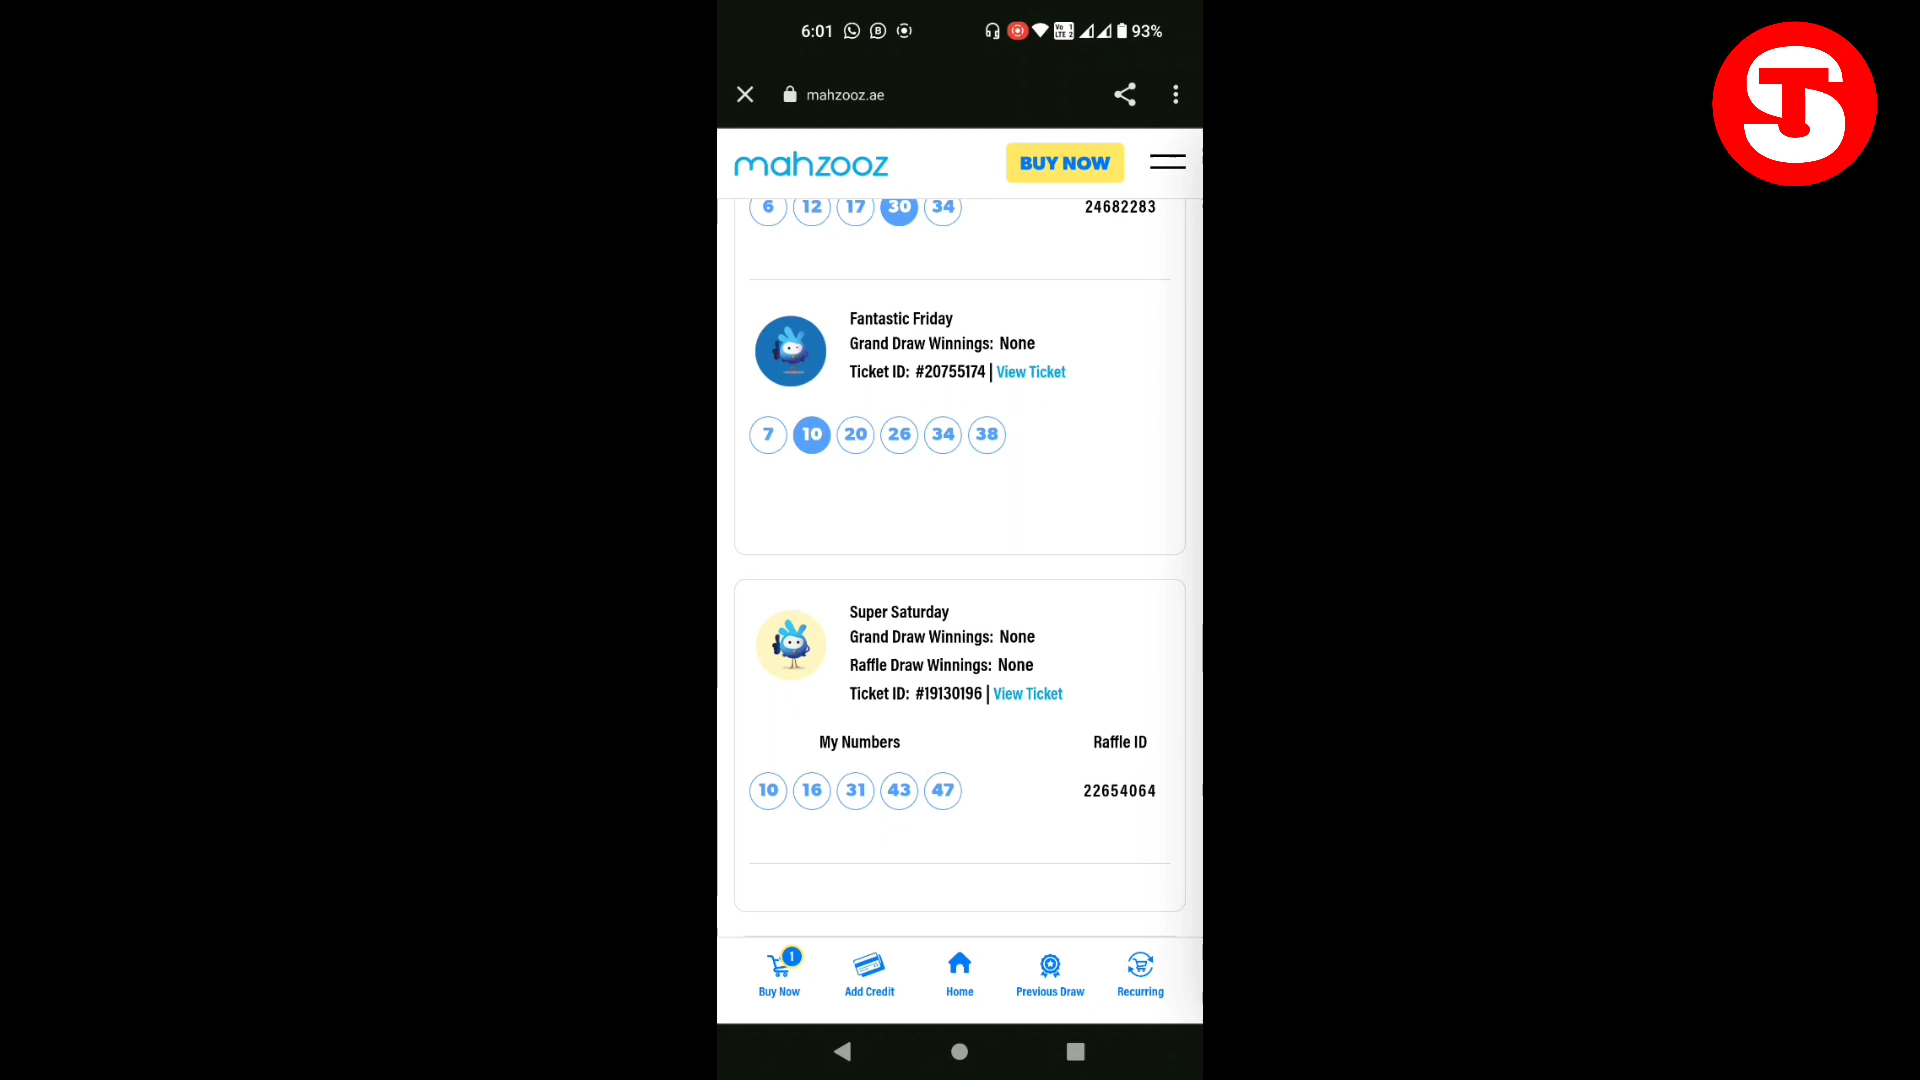 6:01 93%
mahzooz.ae
mahzooz BUY NOW
6 12 17 30 34 24682283
Fantastic Friday
Grand Draw Winnings: None
Ticket ID: #20755174 | View Ticket
7 10 20 26 34 38
Super Saturday
Grand Draw Winnings: None
Raffle Draw Winnings: None
Ticket ID: #19130196 | View Ticket
My Numbers Raffle ID
10 16 31 43 47 22654064
1
Buy Now Add Credit Home Previous Draw Recurring